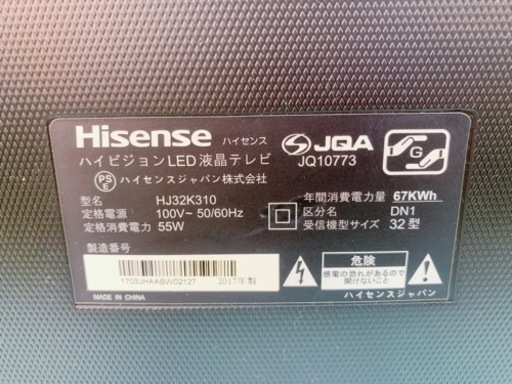 Hisense ハイセンス
ハイビジョンLED液晶テレビ
PSE ハイセンスジャパン株式会社
型名 HJ32K310
定格電源 100V~ 50/60Hz
定格消費電力 55W
製造番号
1703JHAABW02127 2017年製
JQA
JQ10773
G
年間消費電力量 67KWh
区分名 DN1
受信機型サイズ 32型
危険
感電の恐れがあるので
開けないこと
ハイセンスジャパン
MADE IN CHINA